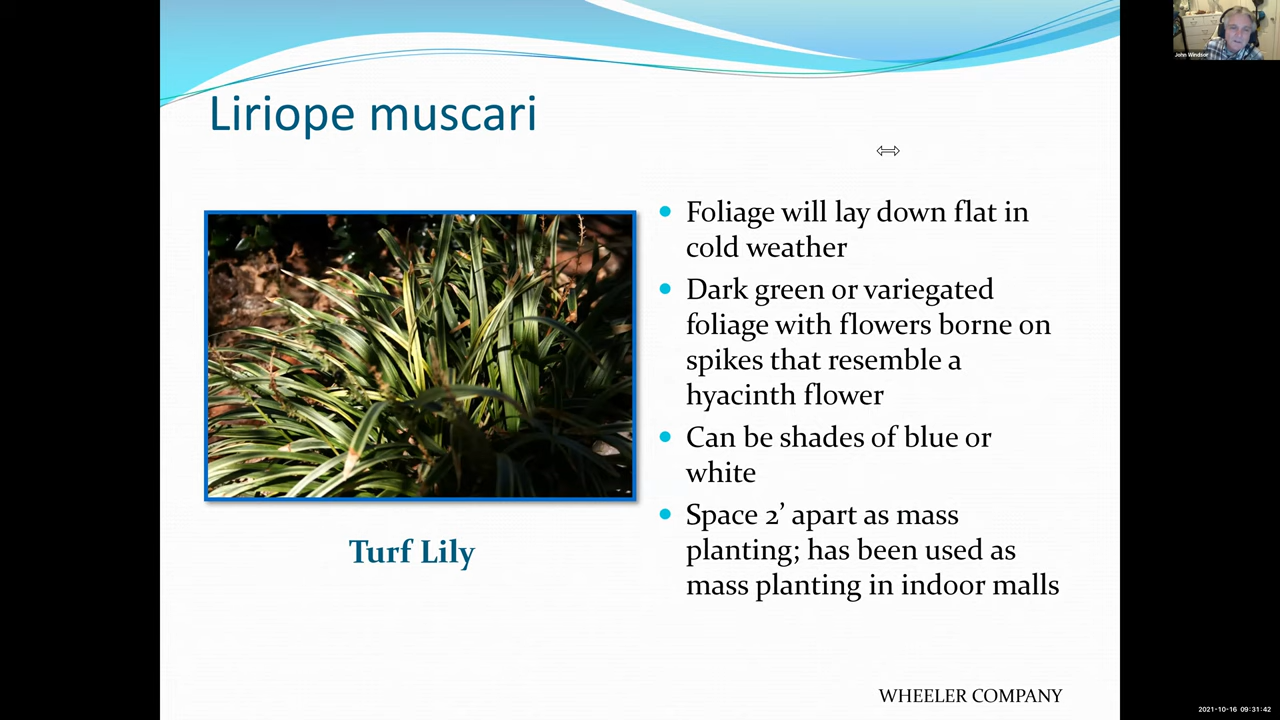 John Windsor
Liriope muscari
Foliage will lay down flat in
cold weather
Dark green or variegated
foliage with flowers borne on
spikes that resemble a
hyacinth flower
Can be shades of blue or
white
Space 2’ apart as mass
planting; has been used as
mass planting in indoor malls
Turf Lily
WHEELER COMPANY
2021-10-16 09:31:42